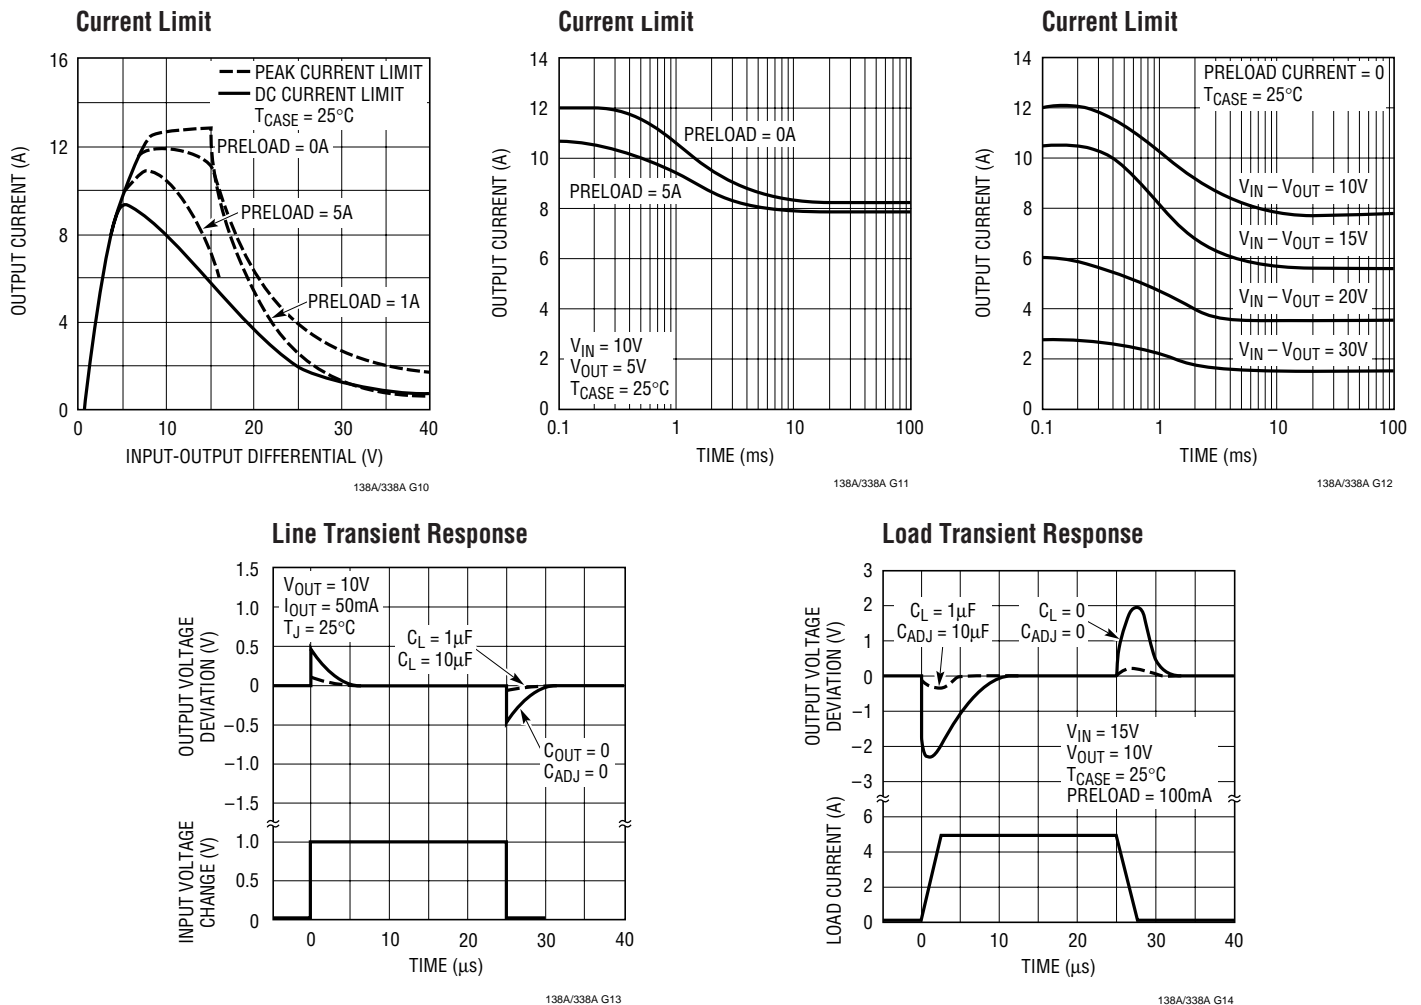 Current Limit
16
12
8
4
0
OUTPUT CURRENT (A)
PEAK CURRENT LIMIT
DC CURRENT LIMIT
TCASE = 25°C
PRELOAD = 0A
PRELOAD = 5A
PRELOAD = 1A
0 5 10 15 20 30 40
INPUT-OUTPUT DIFFERENTIAL (V)
138A/338A G10
Current Limit
14
12
10
8
6
4
2
0
OUTPUT CURRENT (A)
PRELOAD = 0A
PRELOAD = 5A
VIN = 10V
VOUT = 5V
TCASE = 25°C
0.1 1 10 100
TIME (ms)
138A/338A G11
Current Limit
14
12
10
8
6
4
2
0
OUTPUT CURRENT (A)
PRELOAD CURRENT = 0
TCASE = 25°C
VIN – VOUT = 10V
VIN – VOUT = 15V
VIN – VOUT = 20V
VIN – VOUT = 30V
0.1 1 10 100
TIME (ms)
138A/338A G12
Line Transient Response
1.5
1.0
0.5
0
–0.5
–1.0
–1.5
OUTPUT VOLTAGE
DEVIATION (V)
VOUT = 10V
IOUT = 50mA
TJ = 25°C
CL = 1µF
CL = 10µF
COUT = 0
CADJ = 0
1.0
0.5
0
INPUT VOLTAGE
CHANGE (V)
0 10 20 30 40
TIME (µs)
138A/338A G13
Load Transient Response
3
2
1
0
–1
–2
–3
OUTPUT VOLTAGE
DEVIATION (V)
CL = 1µF
CADJ = 10µF
CL = 0
CADJ = 0
VIN = 15V
VOUT = 10V
TCASE = 25°C
PRELOAD = 100mA
6
4
2
0
LOAD CURRENT (A)
0 10 20 30 40
TIME (µs)
138A/338A G14